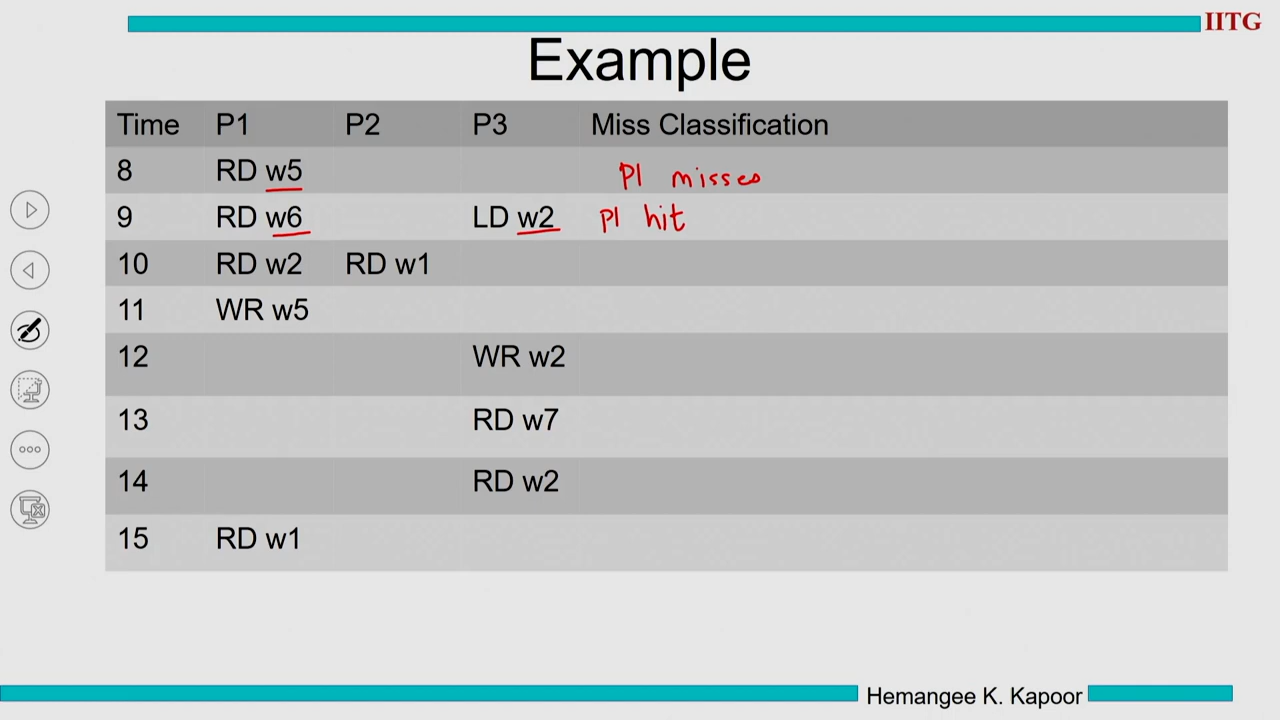 IITG
Example
Time P1 P2 P3 Miss Classification
8 RD w5 P1 misses
9 RD w6 LD w2 P1 hit
10 RD w2 RD w1
11 WR w5
12 WR w2
13 RD w7
14 RD w2
15 RD w1
Hemangee K. Kapoor